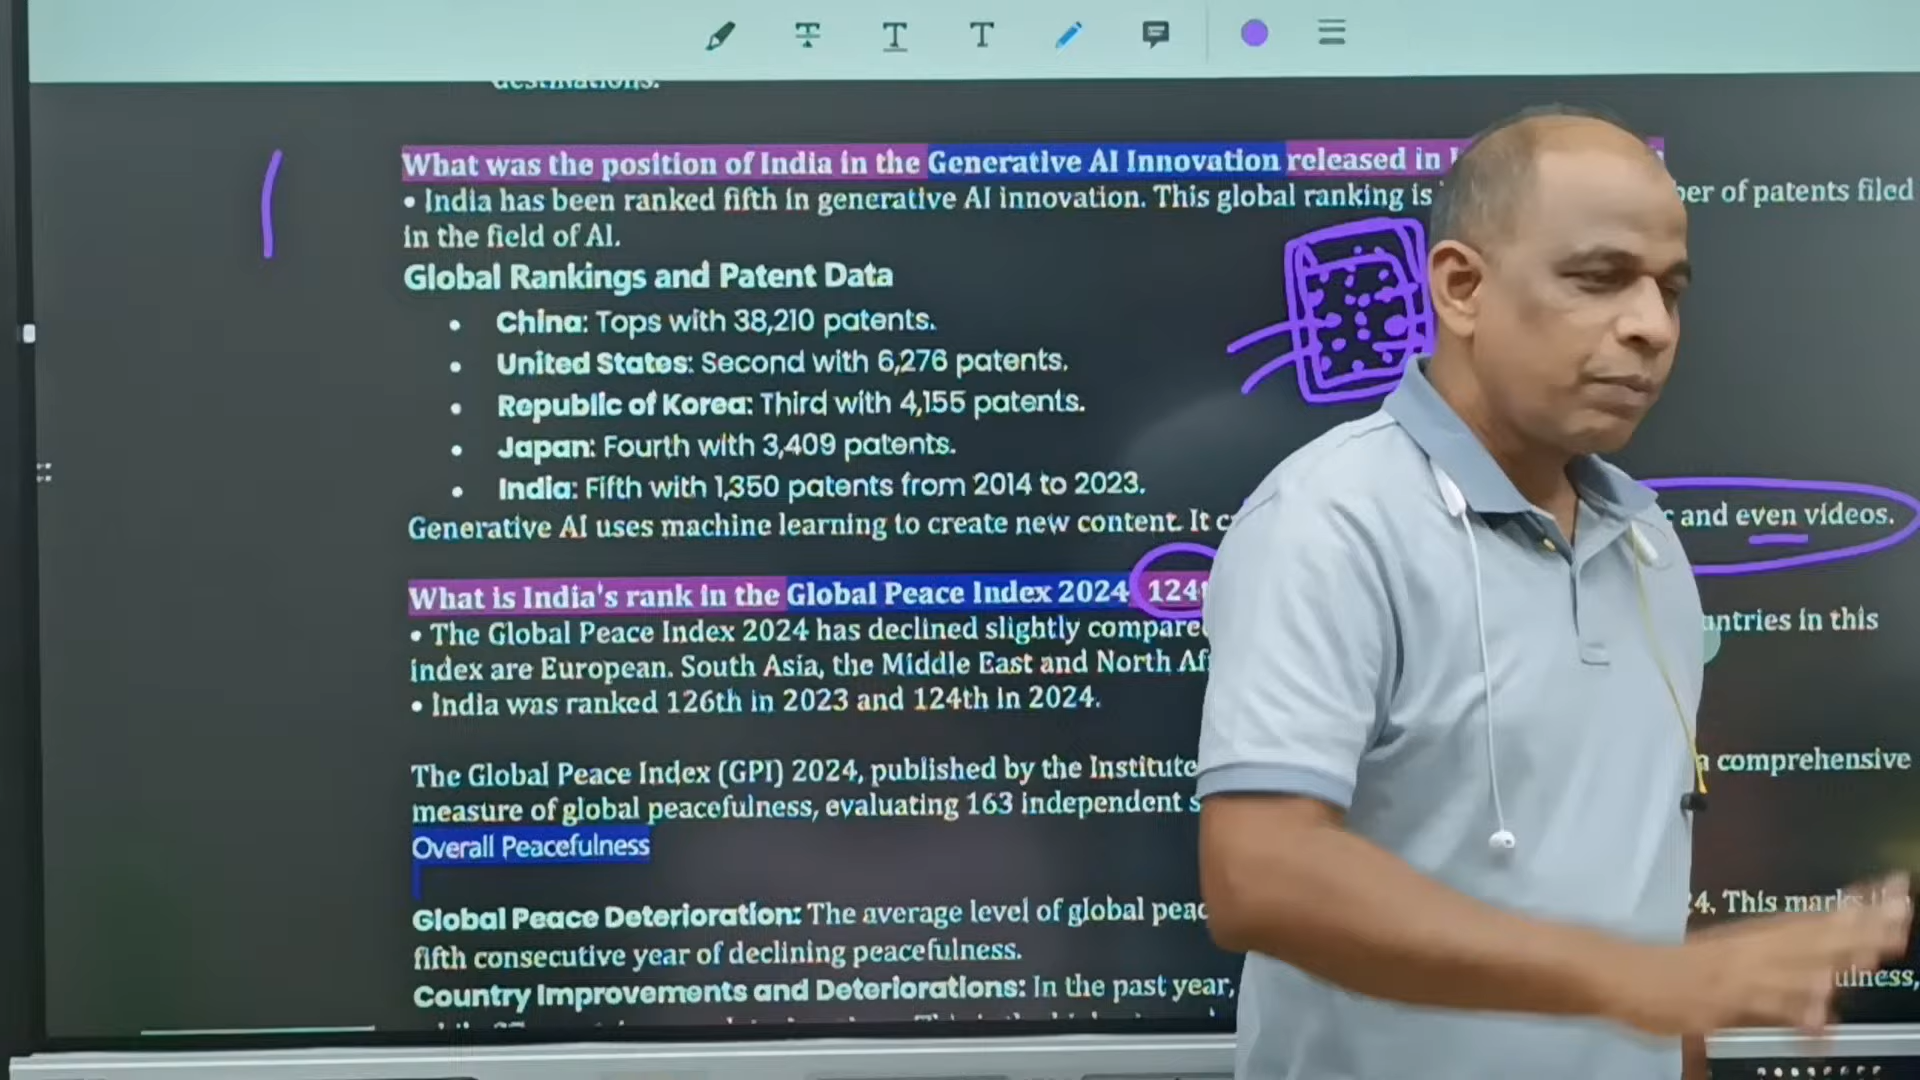 destinations.
What was the position of India in the Generative AI Innovation released in
• India has been ranked fifth in generative AI innovation. This global ranking is of patents filed
in the field of AI.
Global Rankings and Patent Data
• China: Tops with 38,210 patents.
• United States: Second with 6,276 patents.
• Republic of Korea: Third with 4,155 patents.
• Japan: Fourth with 3,409 patents.
• India: Fifth with 1,350 patents from 2014 to 2023.
Generative AI uses machine learning to create new content. It and even videos.
What is India's rank in the Global Peace Index 2024 124
• The Global Peace Index 2024 has declined slightly in this
index are European. South Asia, the Middle East and North
• India was ranked 126th in 2023 and 124th in 2024.
The Global Peace Index (GPI) 2024, published by the Institute comprehensive
measure of global peacefulness, evaluating 163 independent
Overall Peacefulness
Global Peace Deterioration: The average level of global This marks
fifth consecutive year of declining peacefulness.
Country Improvements and Deteriorations: In the past year,